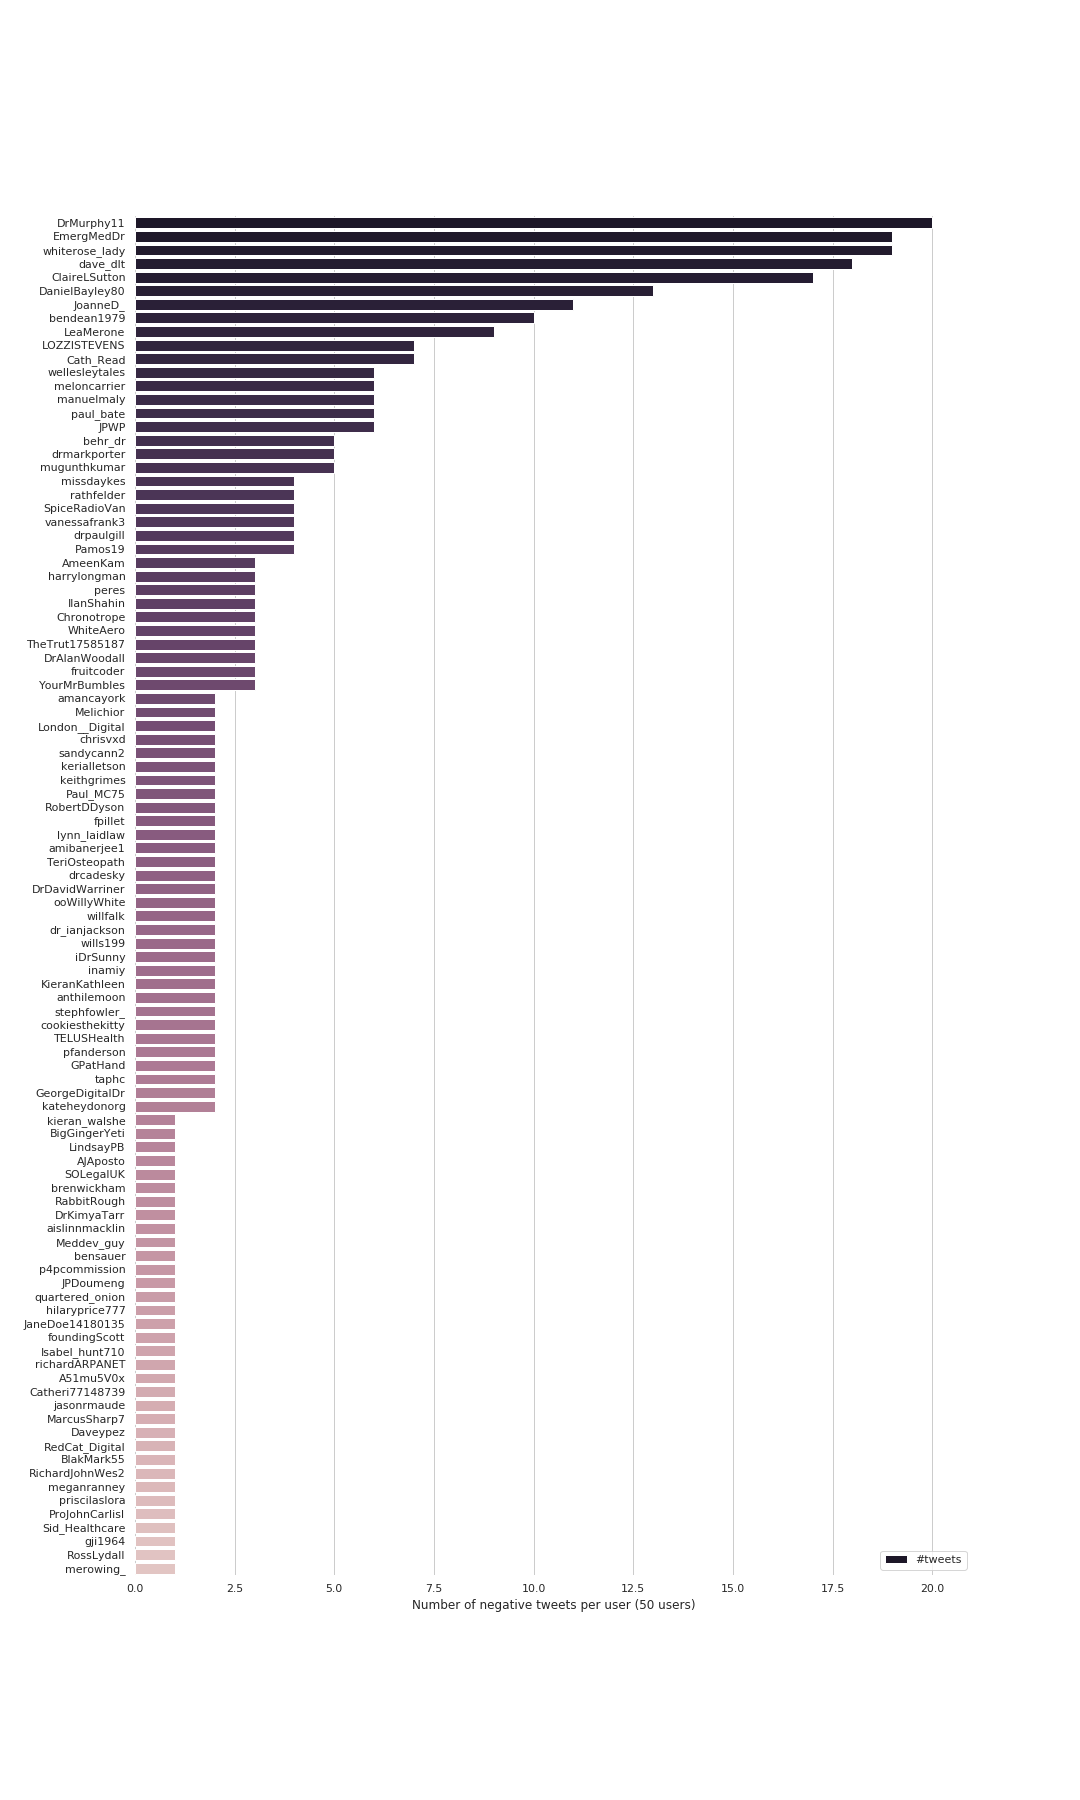 DrMurphy11
EmergMedDr
whiterose_lady
dave_dlt
ClaireLSutton
DanielBayley80
JoanneD_
bendean1979
LeaMerone
LOZZISTEVENS
Cath_Read
wellesleytales
meloncarrier
manuelmaly
paul_bate
JPWP
behr_dr
drmarkporter
mugunthkumar
missdaykes
rathfelder
SpiceRadioVan
vanessafrank3
drpaulgill
Pamos19
AmeenKam
harrylongman
peres
IlanShahin
Chronotrope
WhiteAero
TheTrut17585187
DrAlanWoodall
fruitcoder
YourMrBumbles
amancayork
Melichior
London__Digital
chrisvxd
sandycann2
kerialletson
keithgrimes
Paul_MC75
RobertDDyson
fpillet
lynn_laidlaw
amibanerjee1
TeriOsteopath
drcadesky
DrDavidWarriner
ooWillyWhite
willfalk
dr_ianjackson
wills199
iDrSunny
inamiy
KieranKathleen
anthilemoon
stephfowler_
cookiesthekitty
TELUSHealth
pfanderson
GPatHand
taphc
GeorgeDigitalDr
kateheydonorg
kieran_walshe
BigGingerYeti
LindsayPB
AJAposto
SOLegalUK
brenwickham
RabbitRough
DrKimyaTarr
aislinnmacklin
Meddev_guy
bensauer
p4pcommission
JPDoumeng
quartered_onion
hilaryprice777
JaneDoe14180135
foundingScott
Isabel_hunt710
richardARPANET
A51mu5V0x
Catheri77148739
jasonrmaude
MarcusSharp7
Daveypez
RedCat_Digital
BlakMark55
RichardJohnWes2
meganranney
priscilaslora
ProJohnCarlisl
Sid_Healthcare
gji1964
RossLydall
merowing_
#tweets
0.0 2.5 5.0 7.5 10.0 12.5 15.0 17.5 20.0
Number of negative tweets per user (50 users)